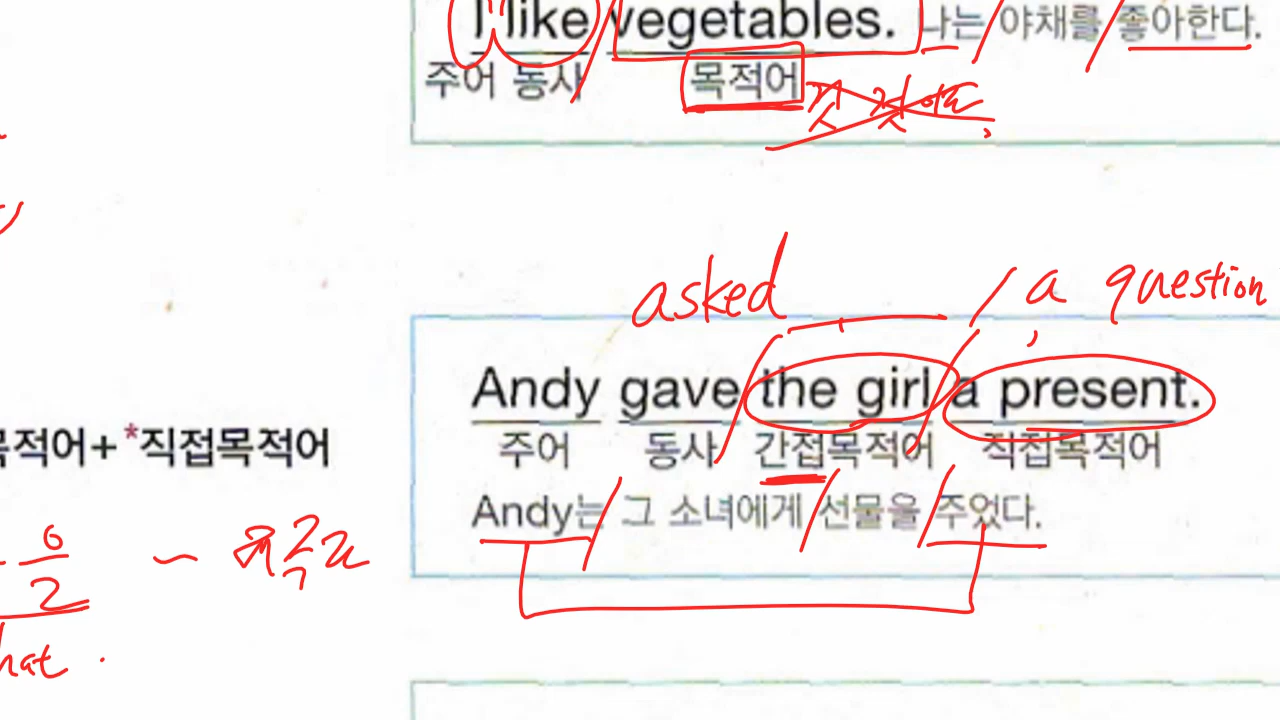 I like vegetables. 나는 야채를 좋아한다.
주어 동사 목적어
asked a question
Andy gave the girl a present.
주어 동사 간접목적어 직접목적어
Andy는 그 소녀에게 선물을 주었다.
목적어+ *직접목적어